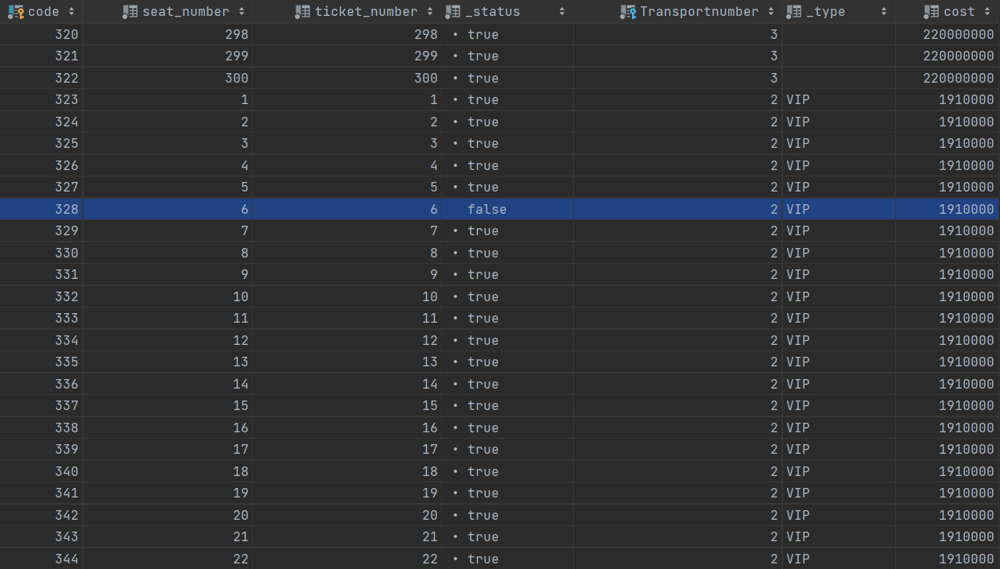 code seat_number ticket_number _status Transportnumber _type cost
320 298 298 • true 3 220000000
321 299 299 • true 3 220000000
322 300 300 • true 3 220000000
323 1 1 • true 2 VIP 1910000
324 2 2 • true 2 VIP 1910000
325 3 3 • true 2 VIP 1910000
326 4 4 • true 2 VIP 1910000
327 5 5 • true 2 VIP 1910000
328 6 6 false 2 VIP 1910000
329 7 7 • true 2 VIP 1910000
330 8 8 • true 2 VIP 1910000
331 9 9 • true 2 VIP 1910000
332 10 10 • true 2 VIP 1910000
333 11 11 • true 2 VIP 1910000
334 12 12 • true 2 VIP 1910000
335 13 13 • true 2 VIP 1910000
336 14 14 • true 2 VIP 1910000
337 15 15 • true 2 VIP 1910000
338 16 16 • true 2 VIP 1910000
339 17 17 • true 2 VIP 1910000
340 18 18 • true 2 VIP 1910000
341 19 19 • true 2 VIP 1910000
342 20 20 • true 2 VIP 1910000
343 21 21 • true 2 VIP 1910000
344 22 22 • true 2 VIP 1910000